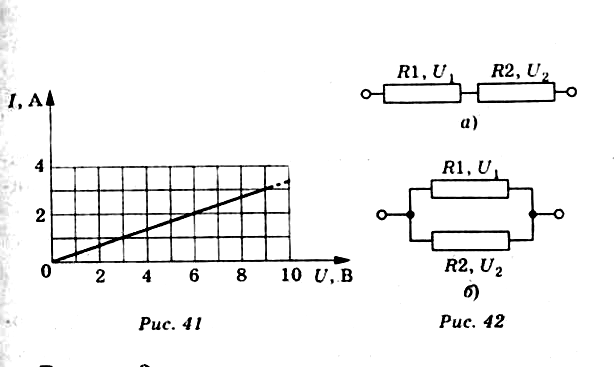 I, A
4
2
0
2 4 6 8 10 U, B
Рис. 41
R1, U₁ R2, U₂
а)
R1, U₁
R2, U₂
б)
Рис. 42